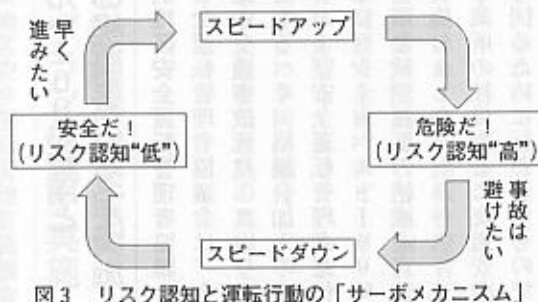 スピードアップ
早く
進みたい
安全だ!
(リスク認知“低”)
危険だ!
(リスク認知“高”)
事故は
避けたい
スピードダウン
図3 リスク認知と運転行動の「サーボメカニズム」